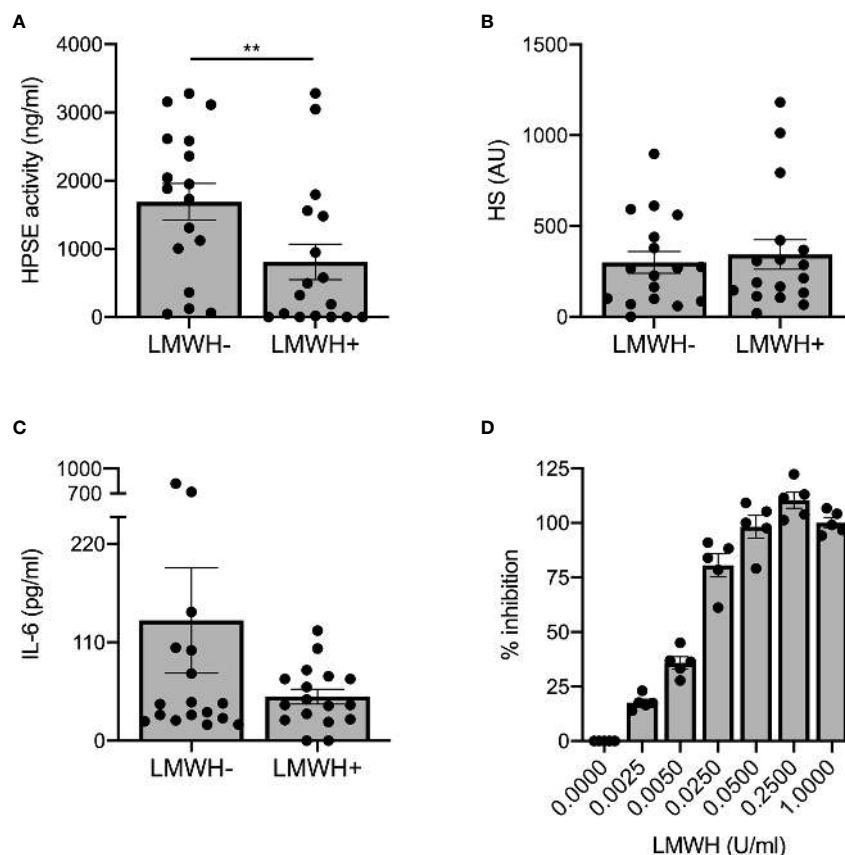 A
**
HPSE activity (ng/ml)
4000
3000
2000
1000
0
LMWH- LMWH+
B
HS (AU)
1500
1000
500
0
LMWH- LMWH+
C
IL-6 (pg/ml)
1000
700
220
110
0
LMWH- LMWH+
D
% inhibition
125
100
75
50
25
0
0.0000 0.0025 0.0050 0.0250 0.0500 0.2500 1.0000
LMWH (U/ml)